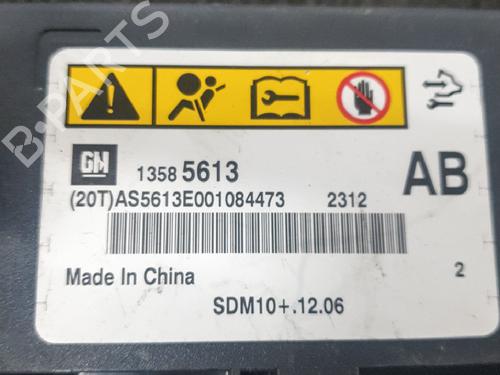 GM
1358 5613
AB
(20T)AS5613E001084473 2312
Made In China
2
SDM10+.12.06
B-PARTS